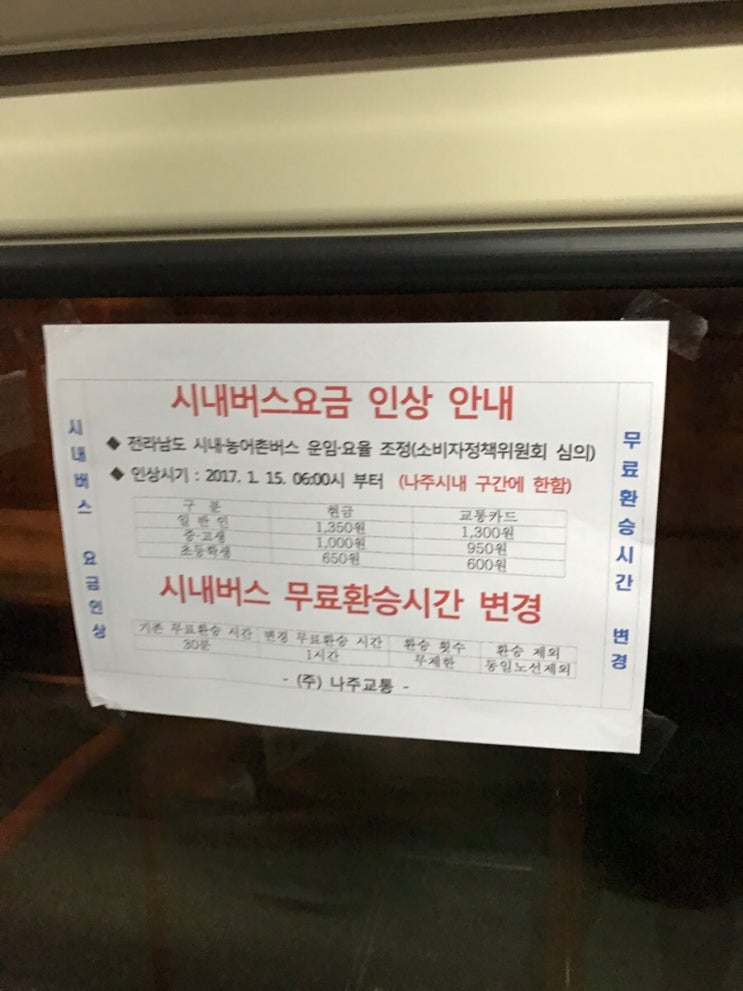 시내버스요금 인상 안내
◆ 전라남도 시내·농어촌버스 운임·요율 조정(소비자정책위원회 심의)
◆ 인상시기 : 2017. 1. 15. 06:00시 부터 (나주시내 구간에 한함)
구 분 현금 교통카드
일 반 인 1,350원 1,300원
중·고생 1,000원 950원
초등학생 650원 600원
시내버스 무료환승시간 변경
기존 무료환승 시간 변경 무료환승 시간 환승 횟수 환승 제외
30분 1시간 무제한 동일노선제외
- (주) 나주교통 -
시내버스 요금인상
무료환승시간 변경